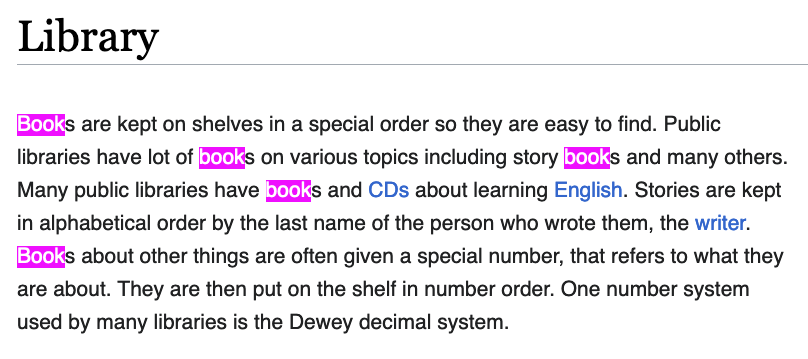 Library
Books are kept on shelves in a special order so they are easy to find. Public
libraries have lot of books on various topics including story books and many others.
Many public libraries have books and CDs about learning English. Stories are kept
in alphabetical order by the last name of the person who wrote them, the writer.
Books about other things are often given a special number, that refers to what they
are about. They are then put on the shelf in number order. One number system
used by many libraries is the Dewey decimal system.